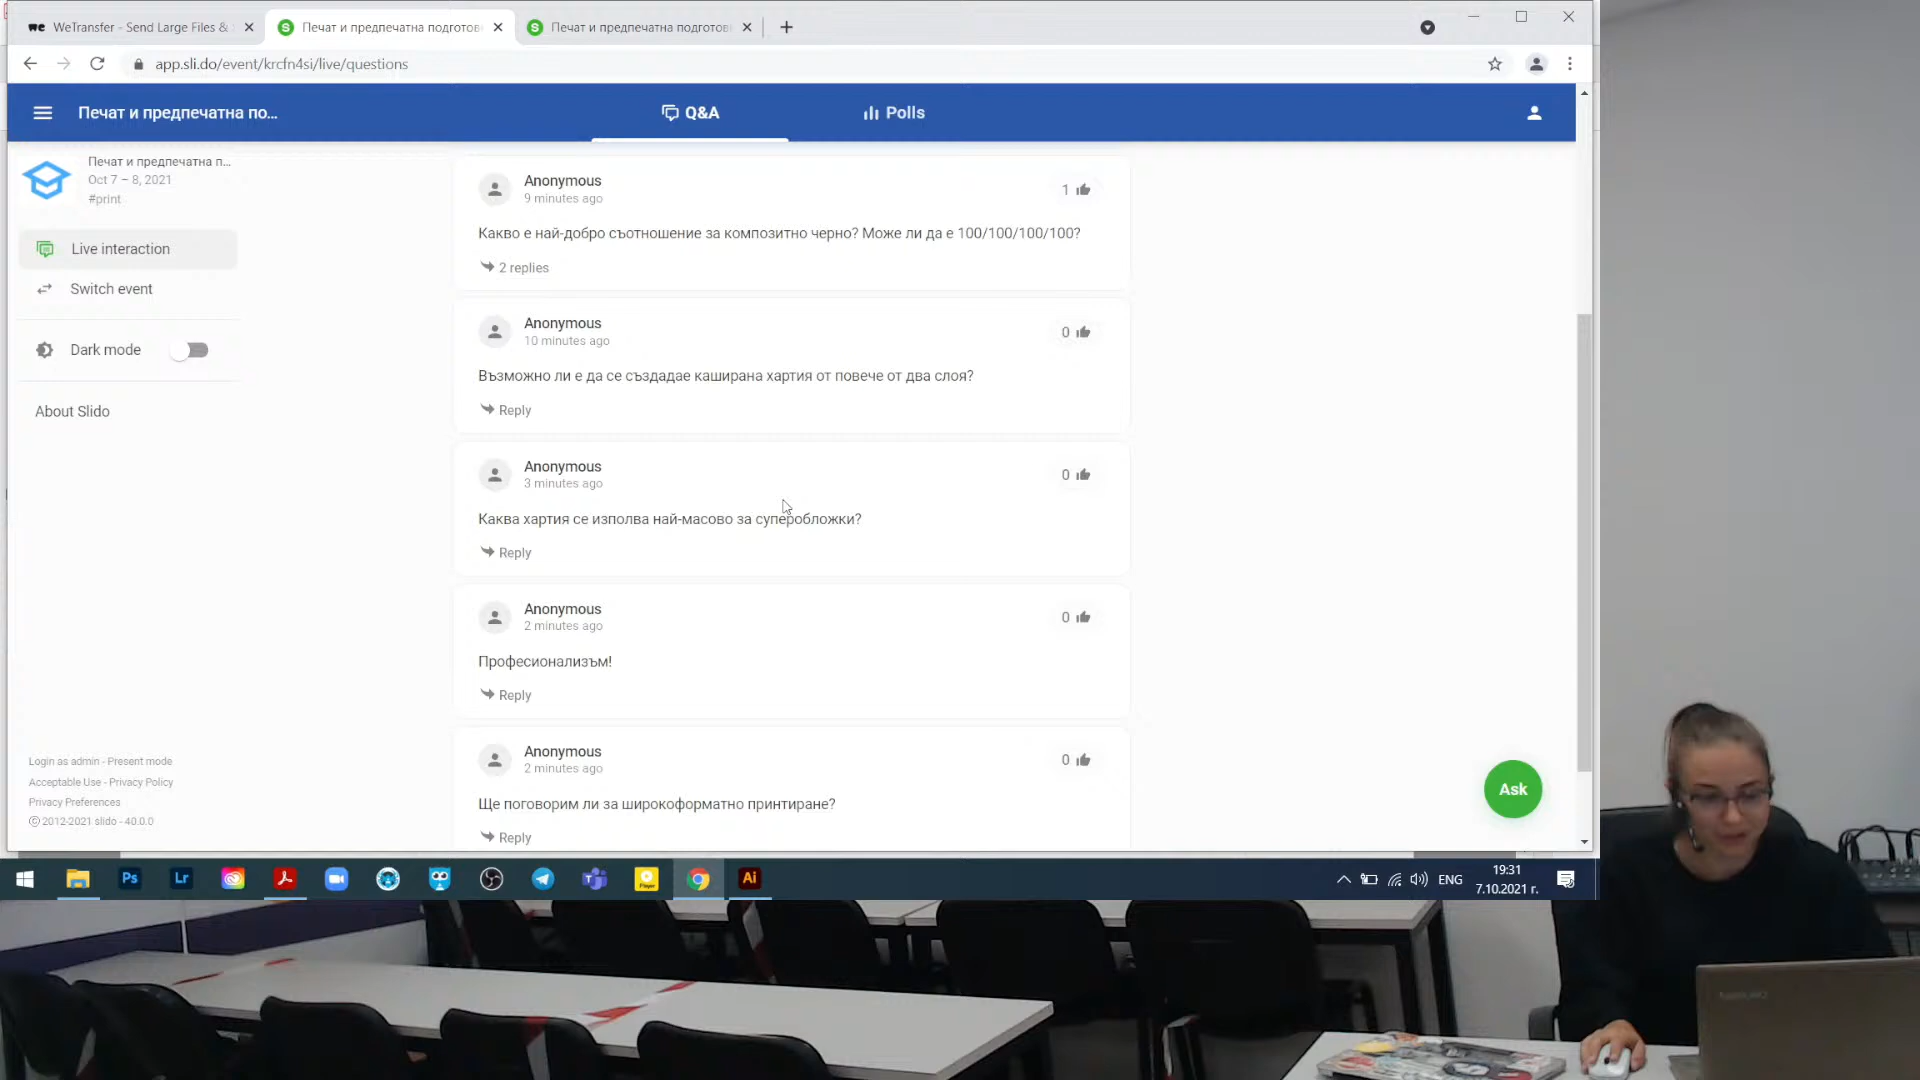 WeTransfer - Send Large Files &
Печат и предпечатна подготов
Печат и предпечатна подготов
app.sli.do/event/krcfn4si/live/questions
Печат и предпечатна по...
Q&A
Polls
Печат и предпечатна п...
Oct 7 – 8, 2021
#print
Live interaction
Switch event
Dark mode
About Slido
Login as admin - Present mode
Acceptable Use - Privacy Policy
Privacy Preferences
© 2012-2021 slido - 40.0.0
Anonymous
9 minutes ago
1
Какво е най-добро съотношение за композитно черно? Може ли да е 100/100/100/100?
2 replies
Anonymous
10 minutes ago
0
Възможно ли е да се създадае каширана хартия от повече от два слоя?
Reply
Anonymous
3 minutes ago
0
Каква хартия се изполва най-масово за суперобложки?
Reply
Anonymous
2 minutes ago
0
Професионализъм!
Reply
Anonymous
2 minutes ago
0
Ще поговорим ли за широкоформатно принтиране?
Reply
Ask
Ps
Lr
Player
Ai
ENG
19:31
7.10.2021 г.